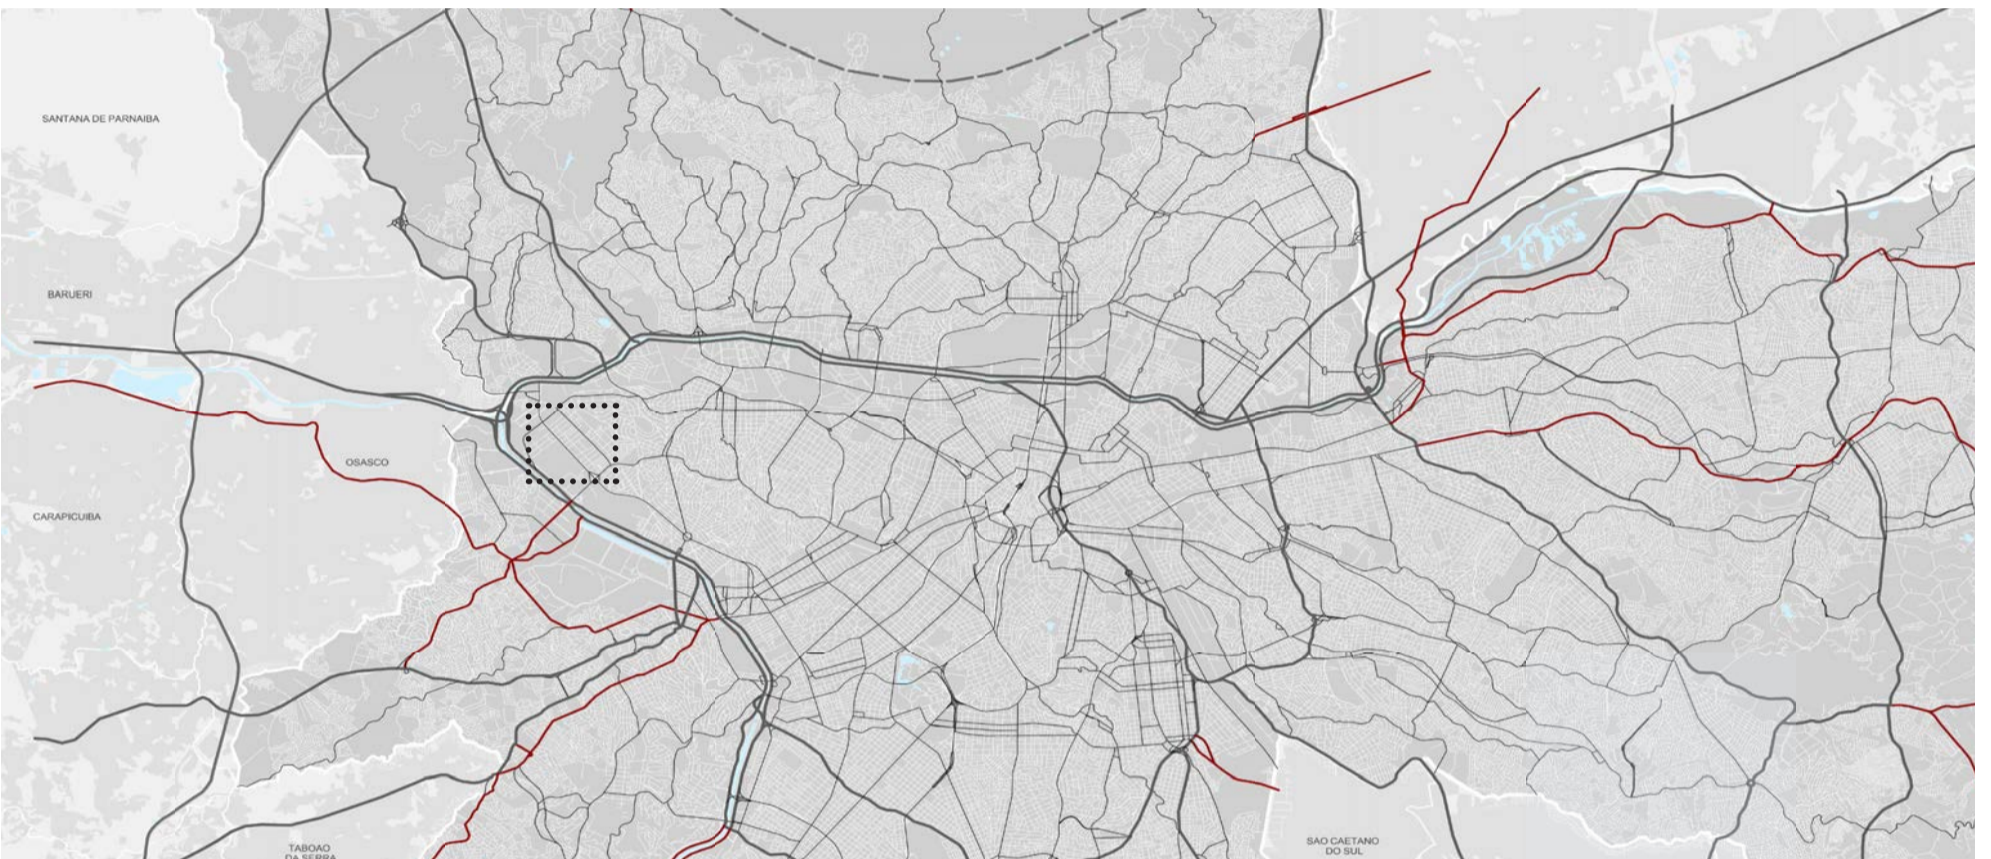 SANTANA DE PARNAIBA
BARUERI
OSASCO
CARAPICUIBA
TABOAO
DA SERRA
SAO CAETANO
DO SUL